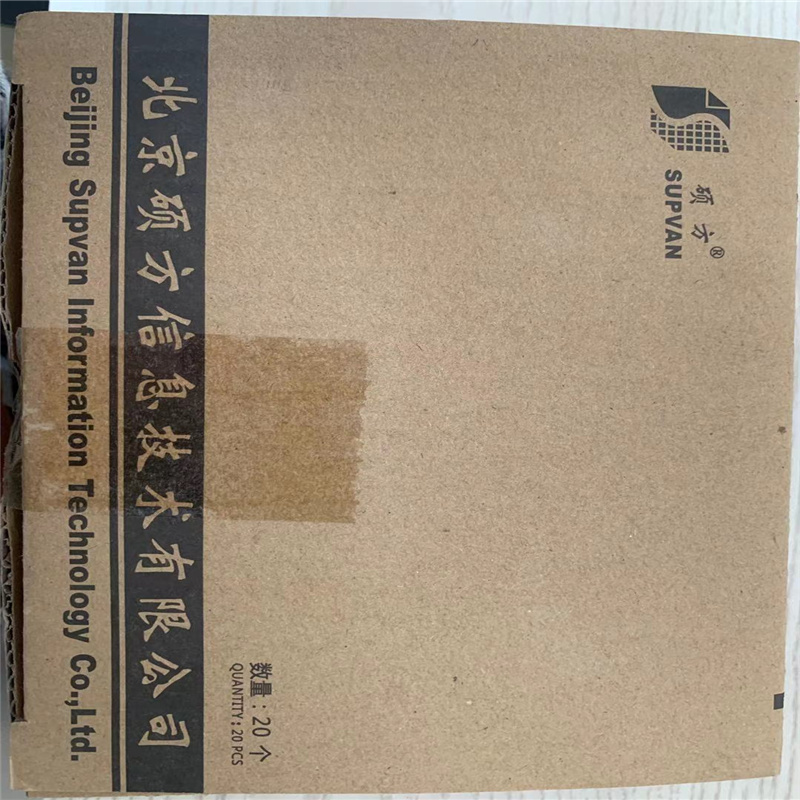 硕方®
SUPVAN
数量：20个
QUANTITY：20 PCS
北京硕方信息技术有限公司
Beijing Supvan Information Technology Co.,Ltd.